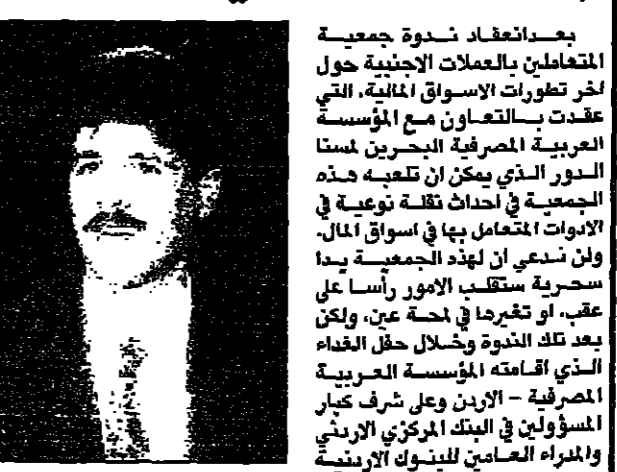 بعد انعقاد ندوة جمعية
المتعاملين بالعملات الاجنبية حول
اخر تطورات الاسواق المالية، التي
عقدت بالتعاون مع المؤسسة
العربية المصرفية البحرين لمسنا
الدور الذي يمكن ان تلعبه هذه
الجمعية في احداث نقلة نوعية في
الادوات المتعامل بها في اسواق المال.
ولن ندعي ان لهذه الجمعية يدا
سحرية ستقلب الامور رأسا على
عقب، او تغيرها في لمحة عين، ولكن
بعد تلك الندوة وخلال حفل الغداء
الذي اقامته المؤسسة العربية
المصرفية - الاردن وعلى شرف كبار
المسؤولين في البنك المركزي الاردني
والمدراء العامين للبنوك الاردنية